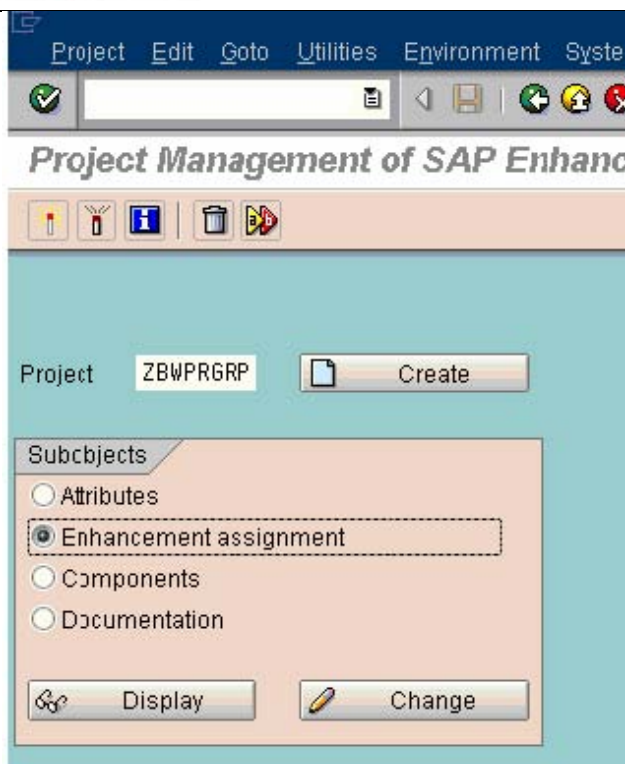 Project Edit Goto Utilities Environment Syste
Project Management of SAP Enhanc
Project ZBWPRGRP Create
Subobjects
Attributes
Enhancement assignment
Components
Documentation
Display Change